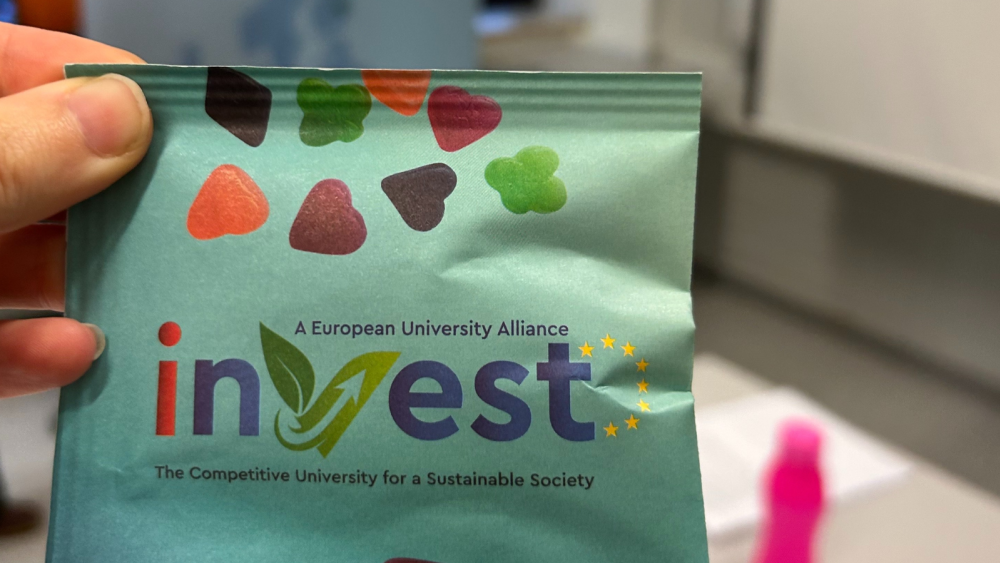 A European University Alliance
invest
The Competitive University for a Sustainable Society